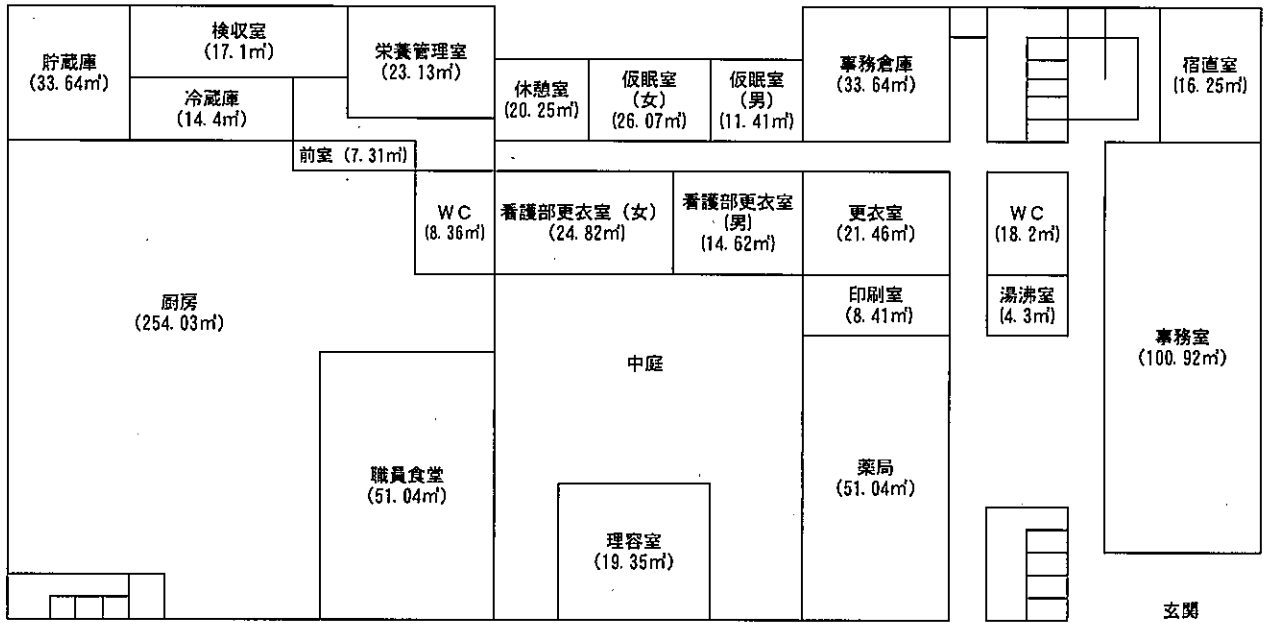 貯蔵庫
(33.64㎡)
検収室
(17.1㎡)
冷蔵庫
(14.4㎡)
栄養管理室
(23.13㎡)
休憩室
(20.25㎡)
仮眠室
(女)
(26.07㎡)
仮眠室
(男)
(11.41㎡)
事務倉庫
(33.64㎡)
宿直室
(16.25㎡)
前室 (7.31㎡)
WC
(8.36㎡)
看護部更衣室 (女)
(24.82㎡)
看護部更衣室
(男)
(14.62㎡)
更衣室
(21.46㎡)
WC
(18.2㎡)
厨房
(254.03㎡)
印刷室
(8.41㎡)
湯沸室
(4.3㎡)
事務室
(100.92㎡)
中庭
職員食堂
(51.04㎡)
薬局
(51.04㎡)
理容室
(19.35㎡)
玄関